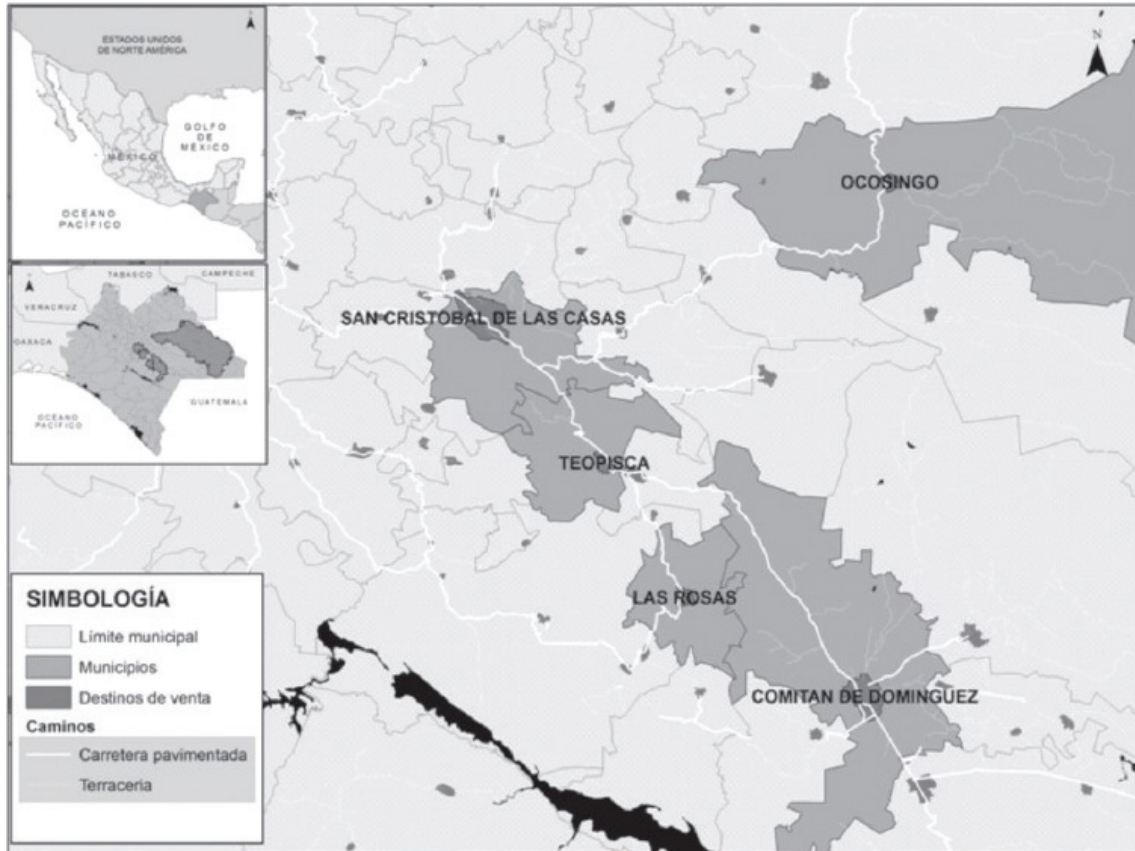 N
ESTADOS UNIDOS
DE NORTE AMÉRICA
GOLFO
DE
MÉXICO
MÉXICO
OCÉANO
PACÍFICO
TABASCO
CAMPECHE
VERACRUZ
OAXACA
GUATEMALA
OCÉANO
PACÍFICO
OCOSINGO
SAN CRISTÓBAL DE LAS CASAS
TEOPISCA
LAS ROSAS
COMITAN DE DOMINGUEZ
SIMBOLOGÍA
Límite municipal
Municipios
Destinos de venta
Caminos
Carretera pavimentada
Terraceria